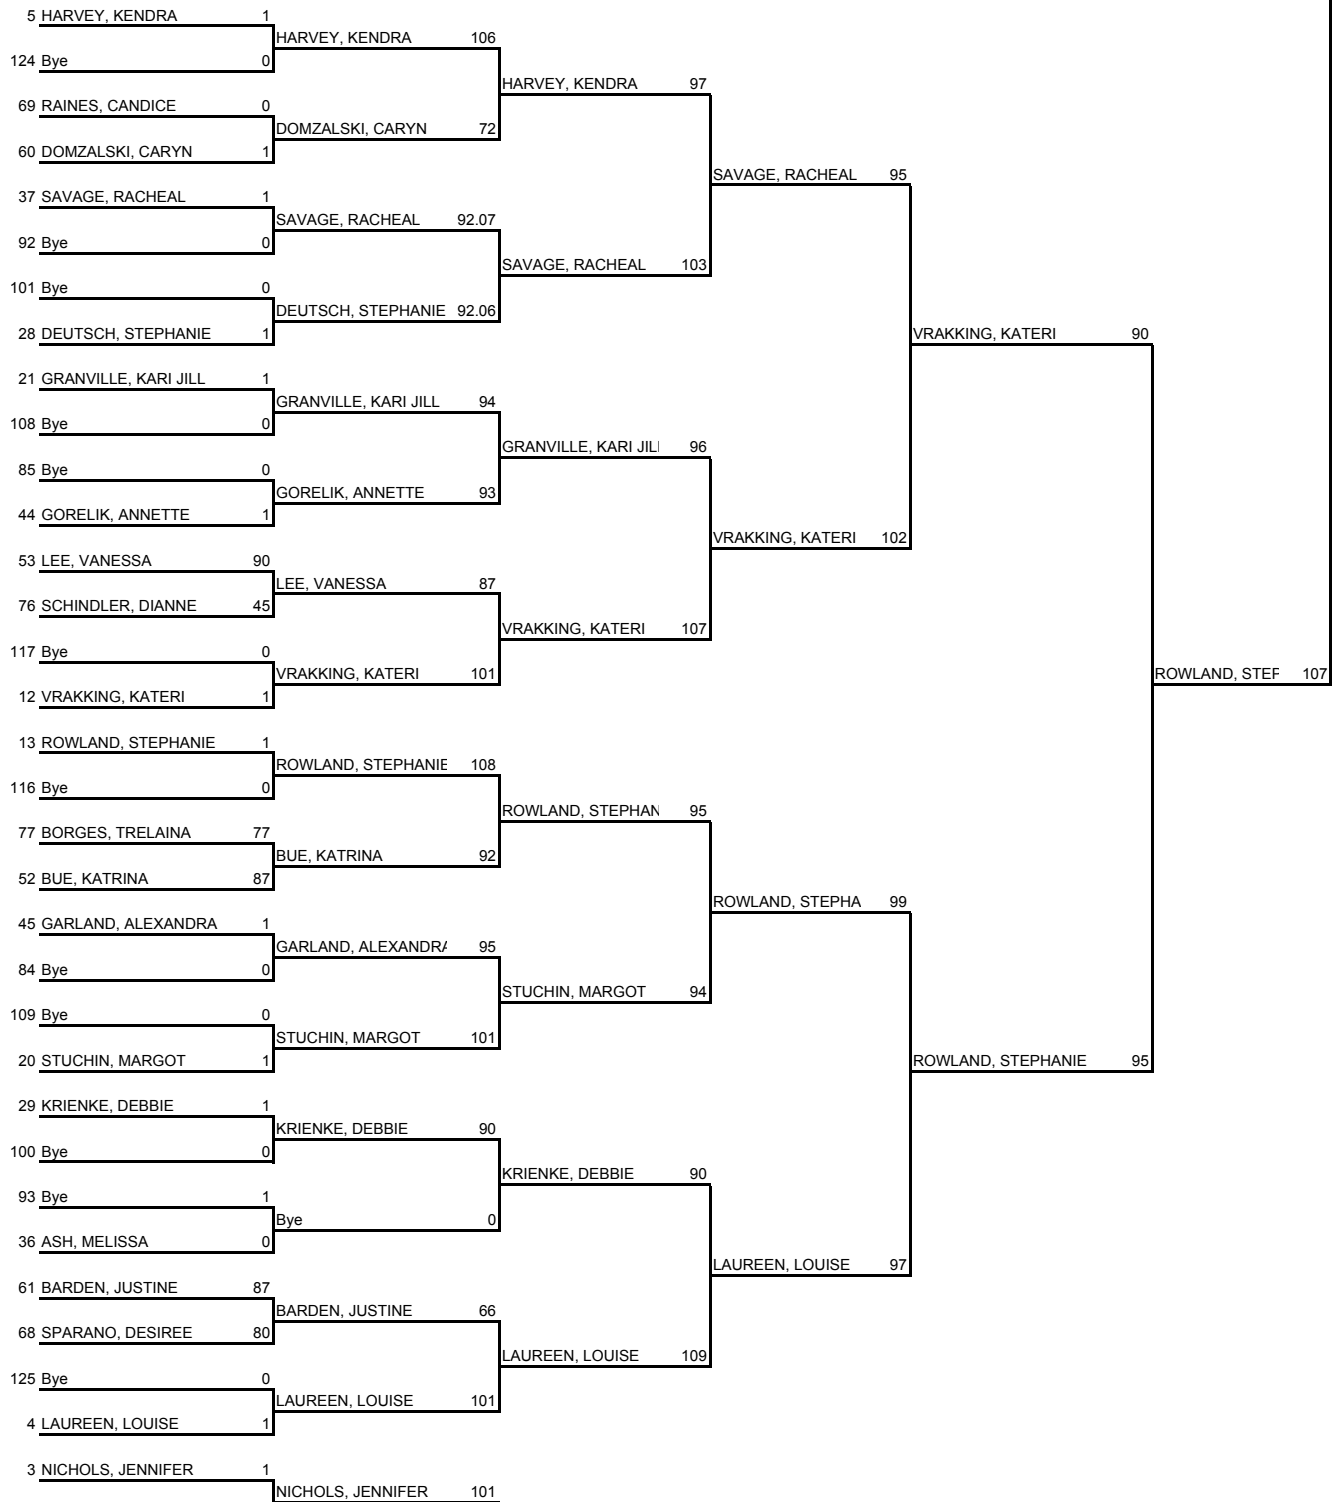 5 HARVEY, KENDRA 1
HARVEY, KENDRA 106
124 Bye 0
HARVEY, KENDRA 97
69 RAINES, CANDICE 0
DOMZALSKI, CARYN 72
60 DOMZALSKI, CARYN 1
SAVAGE, RACHEAL 95
37 SAVAGE, RACHEAL 1
SAVAGE, RACHEAL 92.07
92 Bye 0
SAVAGE, RACHEAL 103
101 Bye 0
DEUTSCH, STEPHANIE 92.06
28 DEUTSCH, STEPHANIE 1
VRAKKING, KATERI 90
21 GRANVILLE, KARI JILL 1
GRANVILLE, KARI JILL 94
108 Bye 0
GRANVILLE, KARI JILI 96
85 Bye 0
GORELIK, ANNETTE 93
44 GORELIK, ANNETTE 1
VRAKKING, KATERI 102
53 LEE, VANESSA 90
LEE, VANESSA 87
76 SCHINDLER, DIANNE 45
VRAKKING, KATERI 107
117 Bye 0
VRAKKING, KATERI 101
ROWLAND, STEF 107
12 VRAKKING, KATERI 1
13 ROWLAND, STEPHANIE 1
ROWLAND, STEPHANIE 108
116 Bye 0
ROWLAND, STEPHAN 95
77 BORGES, TRELAINA 77
BUE, KATRINA 92
52 BUE, KATRINA 87
ROWLAND, STEPHA 99
45 GARLAND, ALEXANDRA 1
GARLAND, ALEXANDRA 95
84 Bye 0
STUCHIN, MARGOT 94
109 Bye 0
STUCHIN, MARGOT 101
20 STUCHIN, MARGOT 1
ROWLAND, STEPHANIE 95
29 KRIENKE, DEBBIE 1
KRIENKE, DEBBIE 90
100 Bye 0
KRIENKE, DEBBIE 90
93 Bye 1
Bye 0
36 ASH, MELISSA 0
LAUREEN, LOUISE 97
61 BARDEN, JUSTINE 87
BARDEN, JUSTINE 66
68 SPARANO, DESIREE 80
LAUREEN, LOUISE 109
125 Bye 0
LAUREEN, LOUISE 101
4 LAUREEN, LOUISE 1
3 NICHOLS, JENNIFER 1
NICHOLS, JENNIFER 101